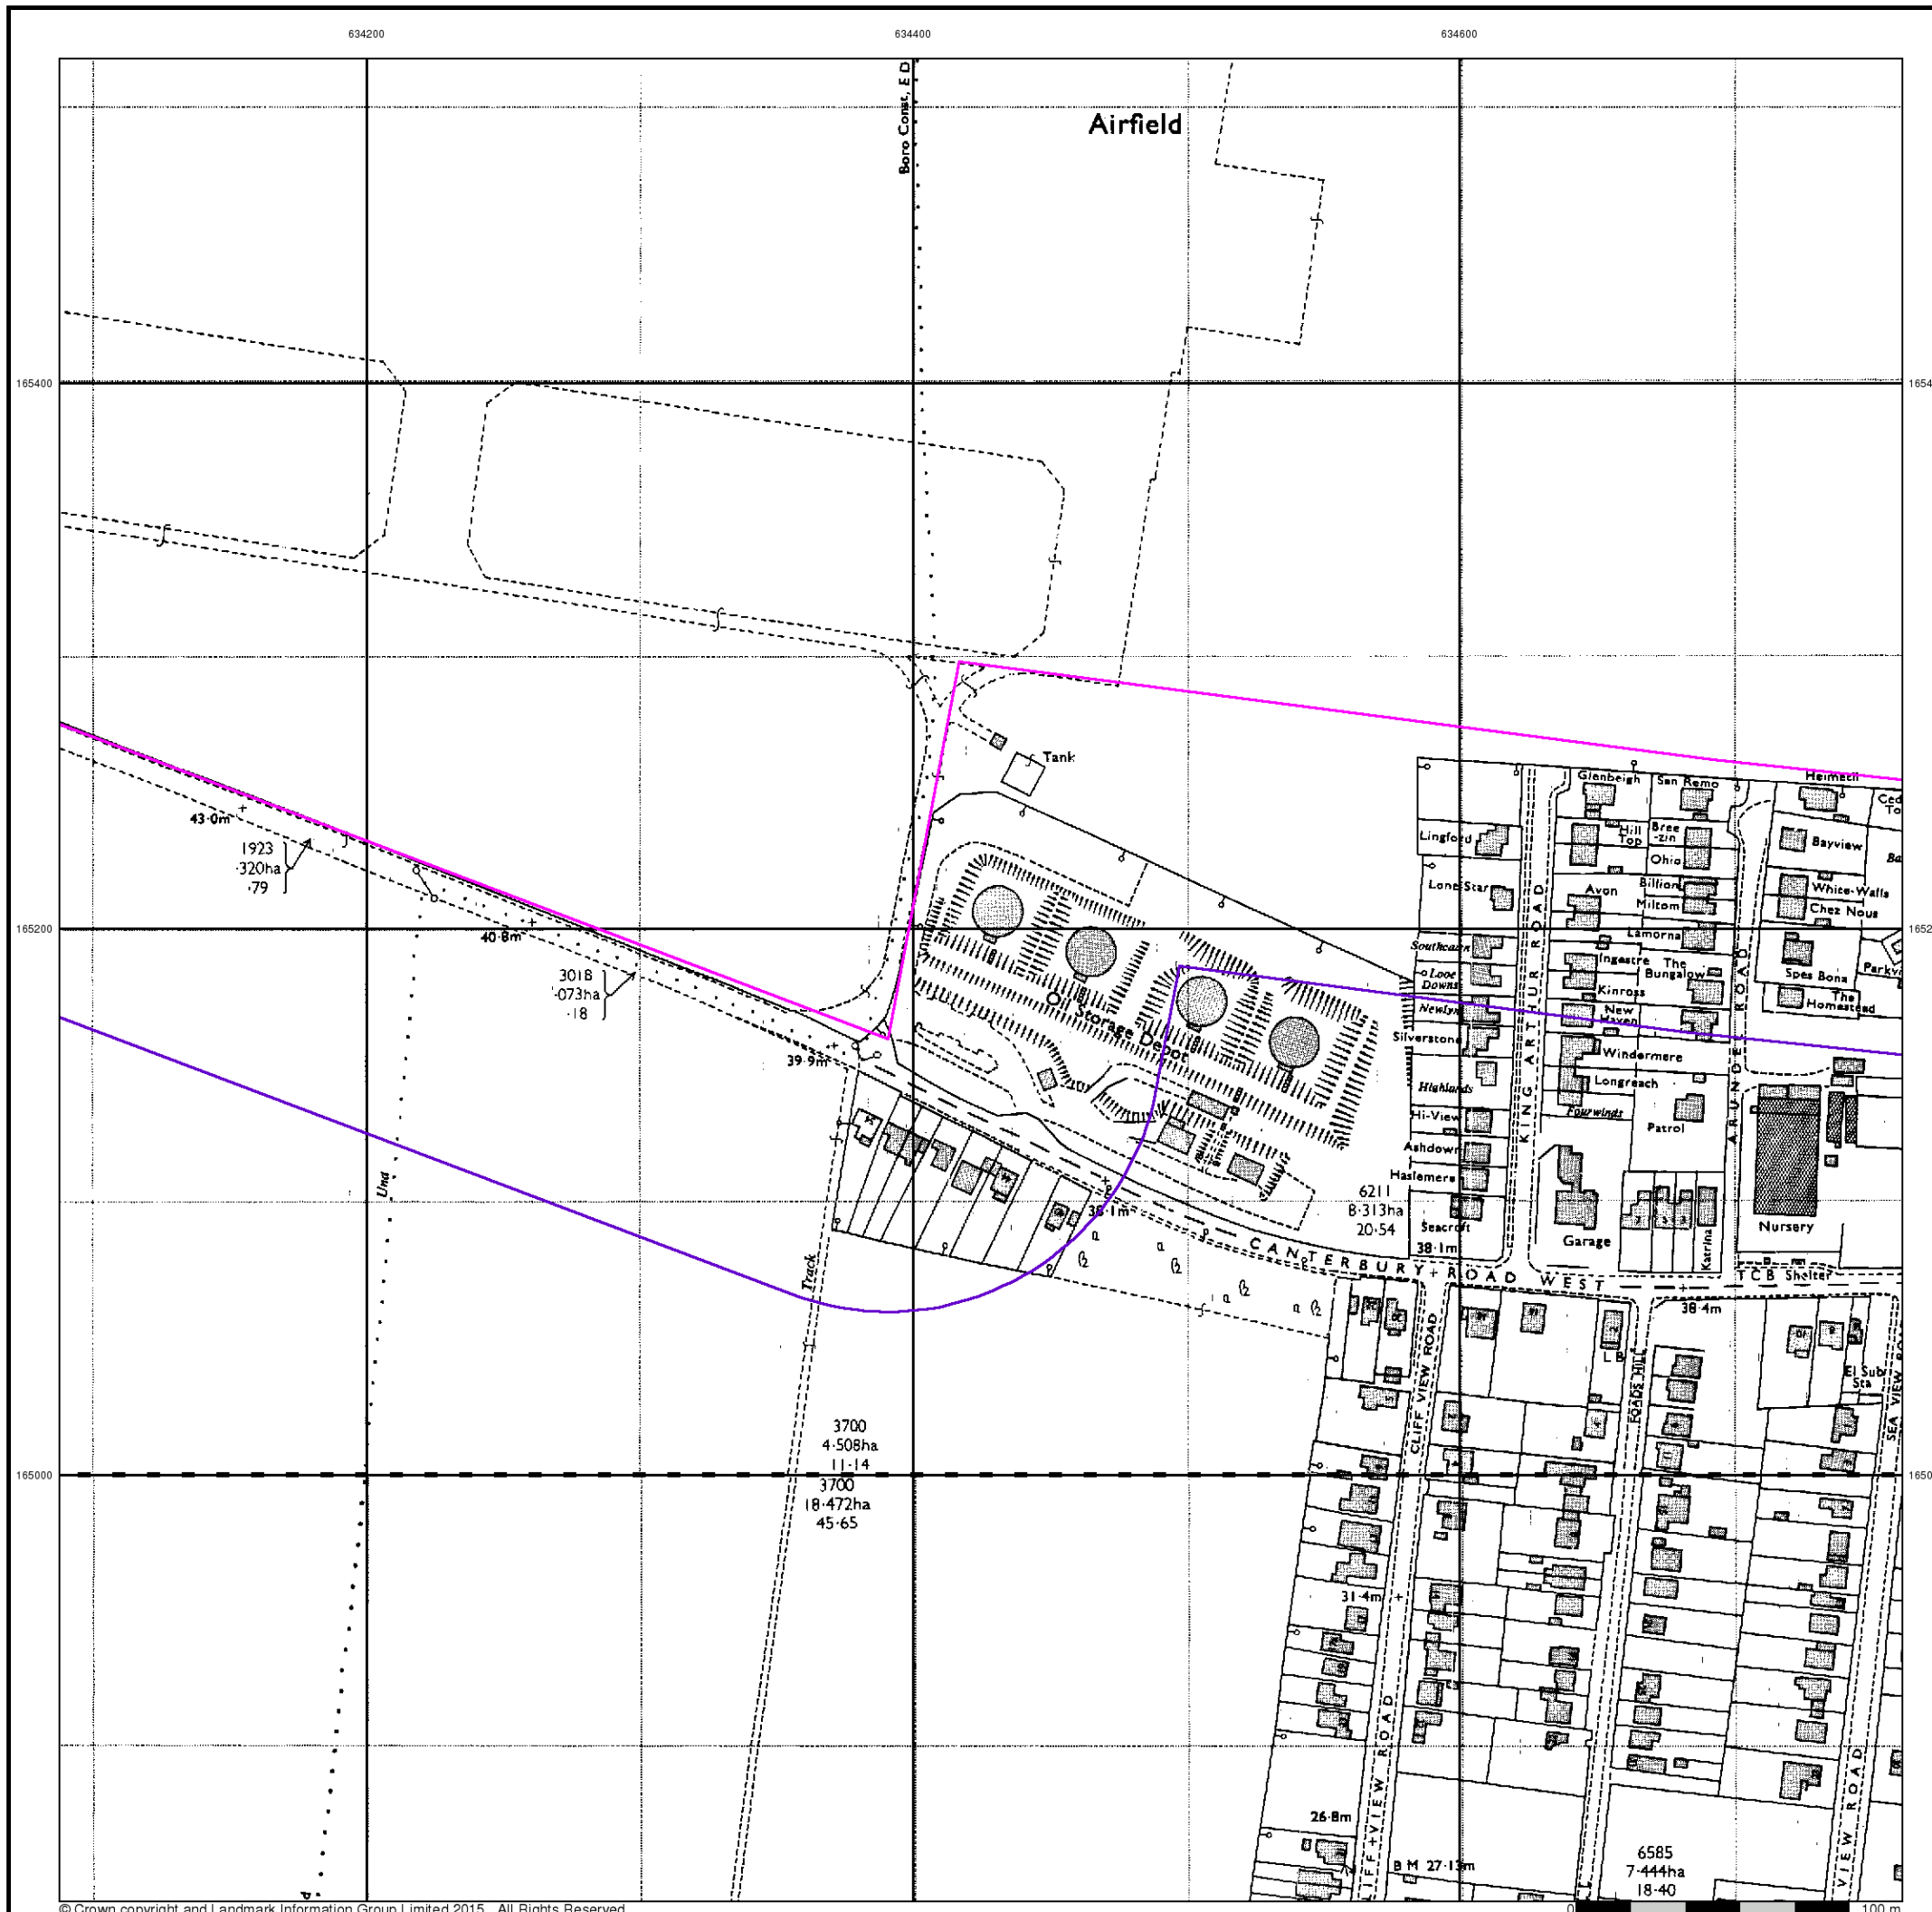 634200
634400
634600
Boro Const, E D
Airfield
165400
Tank
43·0m
1923
·320ha
·79
40·8m
165200
3018
·073ha
·18
39·9m
Oil Storage Depot
38·1m
Und
Track
Glenbeigh
San Remo
Lingford
Hill Top
Bree-zin
Ohio
Bayview
Lone Star
Avon
Billion
Miltom
White-Walls
Chez Nous
Southcairn
Lamorna
Looe Downs
Ingestre
The Bungalow
Spes Bona
Kinross
The Homestead
Newlyn
New Haven
Silverstone
Windermere
Highlands
Longreach
Fourwinds
Hi-View
Patrol
Ashdown
Haslemere
Seacroft
38·1m
Garage
Katrina
Nursery
KING ARTHUR ROAD
ARUNDEL ROAD
6211
8·313ha
20·54
CANTERBURY ROAD WEST
TCB
Shelter
38·4m
L B
El Sub Sta
CLIFF VIEW ROAD
FOADS HILL
165000
3700
4·508ha
11·14
3700
18·472ha
45·65
31·4m
CLIFF VIEW ROAD
VIEW ROAD
26·8m
B M 27·13m
6585
7·444ha
18·40
© Crown copyright and Landmark Information Group Limited 2015. All Rights Reserved.
0
100 m